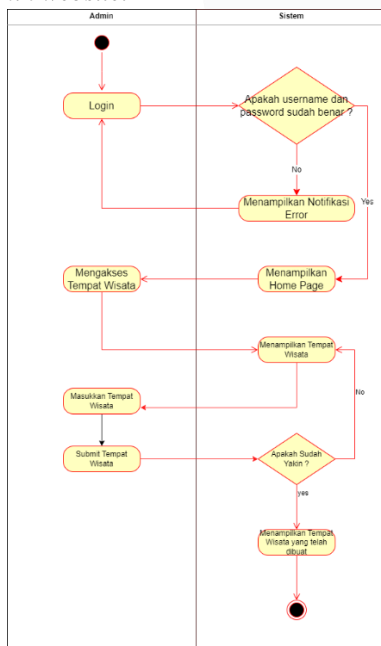 Admin
Sistem
Login
Apakah username dan
password sudah benar ?
No
Yes
Menampilkan Notifikasi
Error
Mengakses
Tempat Wisata
Menampilkan
Home Page
Menampilkan Tempat
Wisata
Masukkan Tempat
Wisata
No
Submit Tempat
Wisata
Apakah Sudah
Yakin ?
yes
Menampilkan Tempat
Wisata yang telah
dibuat